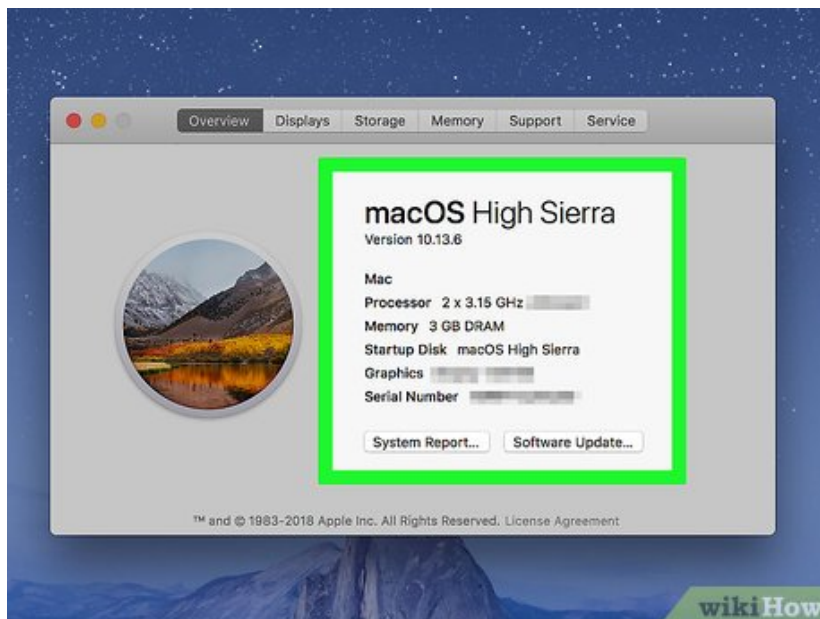 Overview Displays Storage Memory Support Service
macOS High Sierra
Version 10.13.6
Mac
Processor 2 x 3.15 GHz
Memory 3 GB DRAM
Startup Disk macOS High Sierra
Graphics
Serial Number
System Report... Software Update...
™ and © 1983-2018 Apple Inc. All Rights Reserved. License Agreement
wikiHow